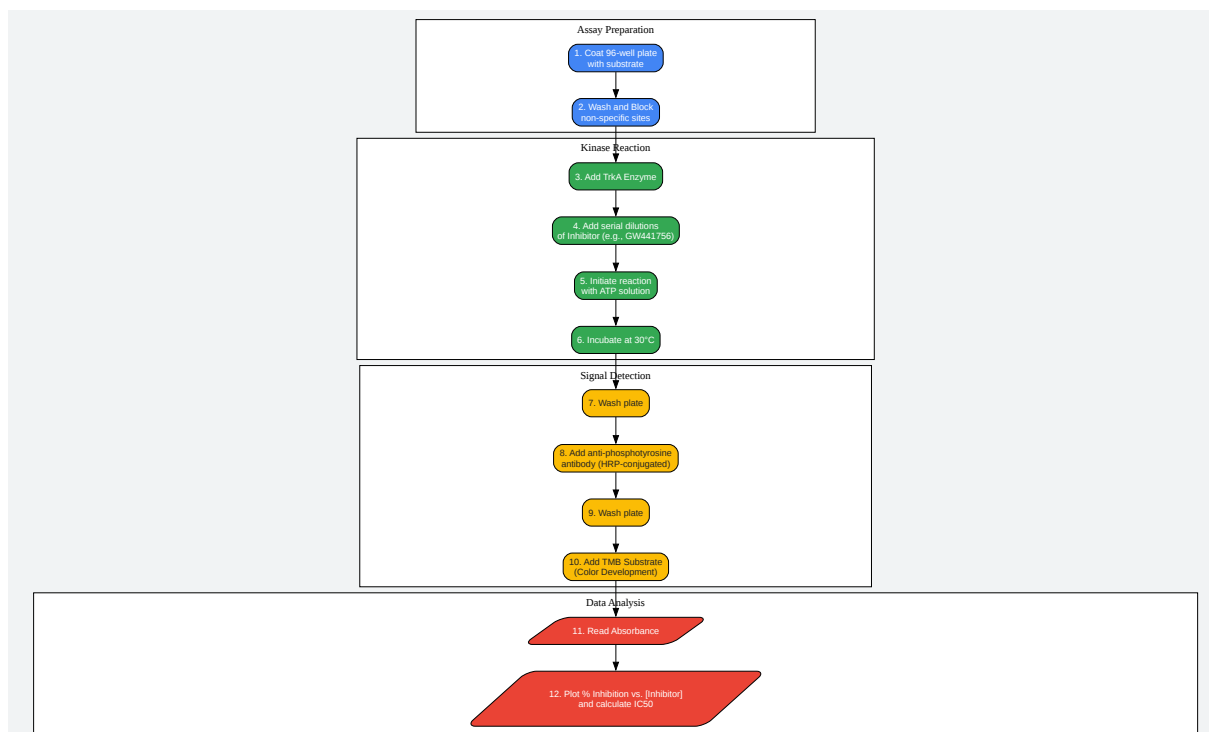 Assay Preparation
1. Coat 96-well plate
with substrate
2. Wash and Block
non-specific sites
Kinase Reaction
3. Add TrkA Enzyme
4. Add serial dilutions
of Inhibitor (e.g., GW441756)
5. Initiate reaction
with ATP solution
6. Incubate at 30°C
Signal Detection
7. Wash plate
8. Add anti-phosphotyrosine
antibody (HRP-conjugated)
9. Wash plate
10. Add TMB Substrate
(Color Development)
Data Analysis
11. Read Absorbance
12. Plot % Inhibition vs. [Inhibitor]
and calculate IC50